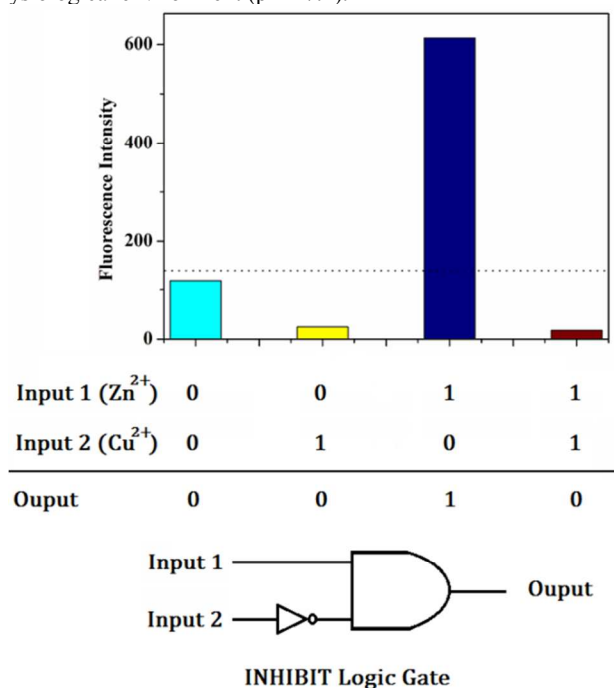 600
400
200
0
Fluorescence Intensity
Input 1 (Zn2+) 0 0 1 1
Input 2 (Cu2+) 0 1 0 1
Ouput 0 0 1 0
Input 1
Ouput
Input 2
INHIBIT Logic Gate